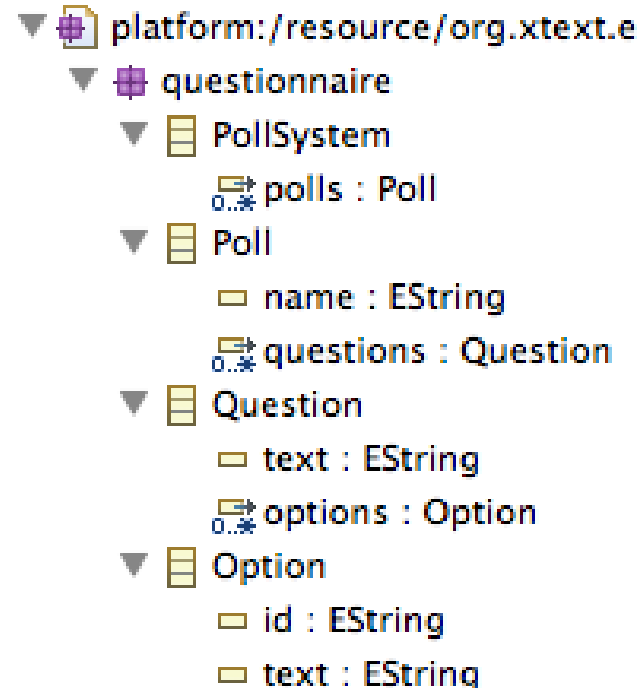 platform:/resource/org.xtext.e
questionnaire
PollSystem
0..* polls : Poll
Poll
name : EString
0..* questions : Question
Question
text : EString
0..* options : Option
Option
id : EString
text : EString